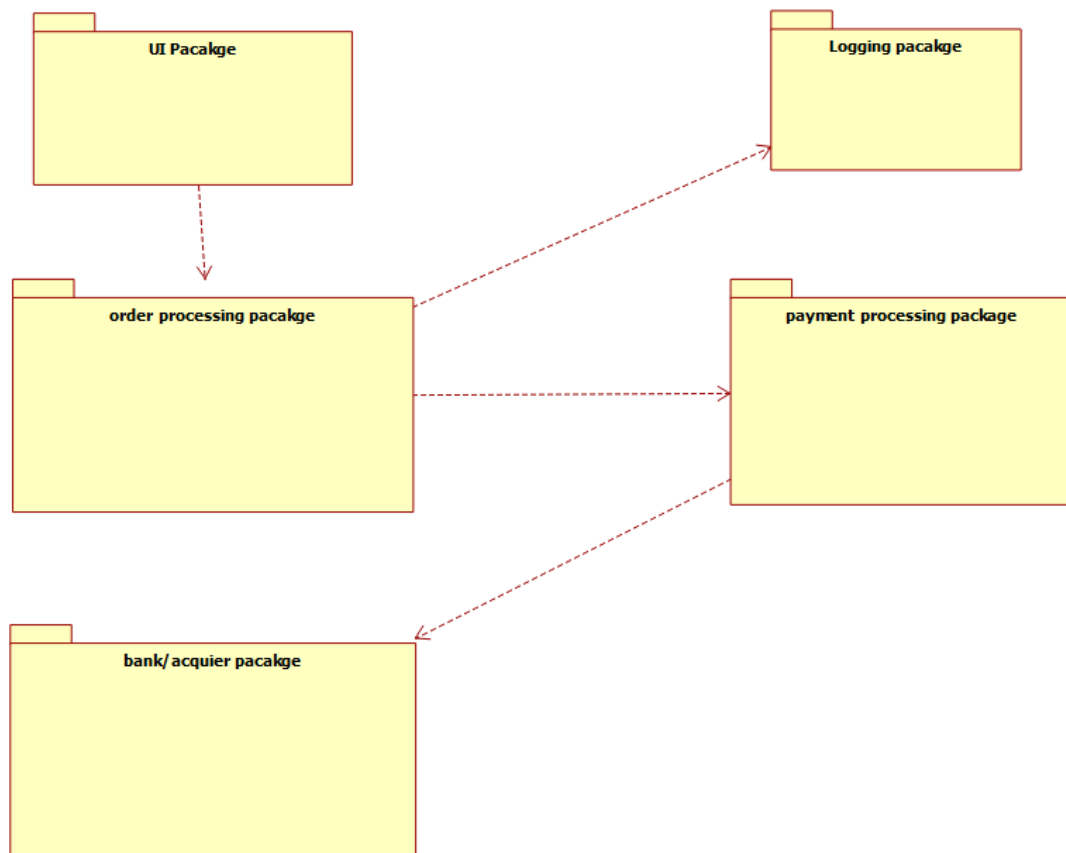 UI Pacakge
Logging pacakge
order processing pacakge
payment processing package
bank/acquier pacakge